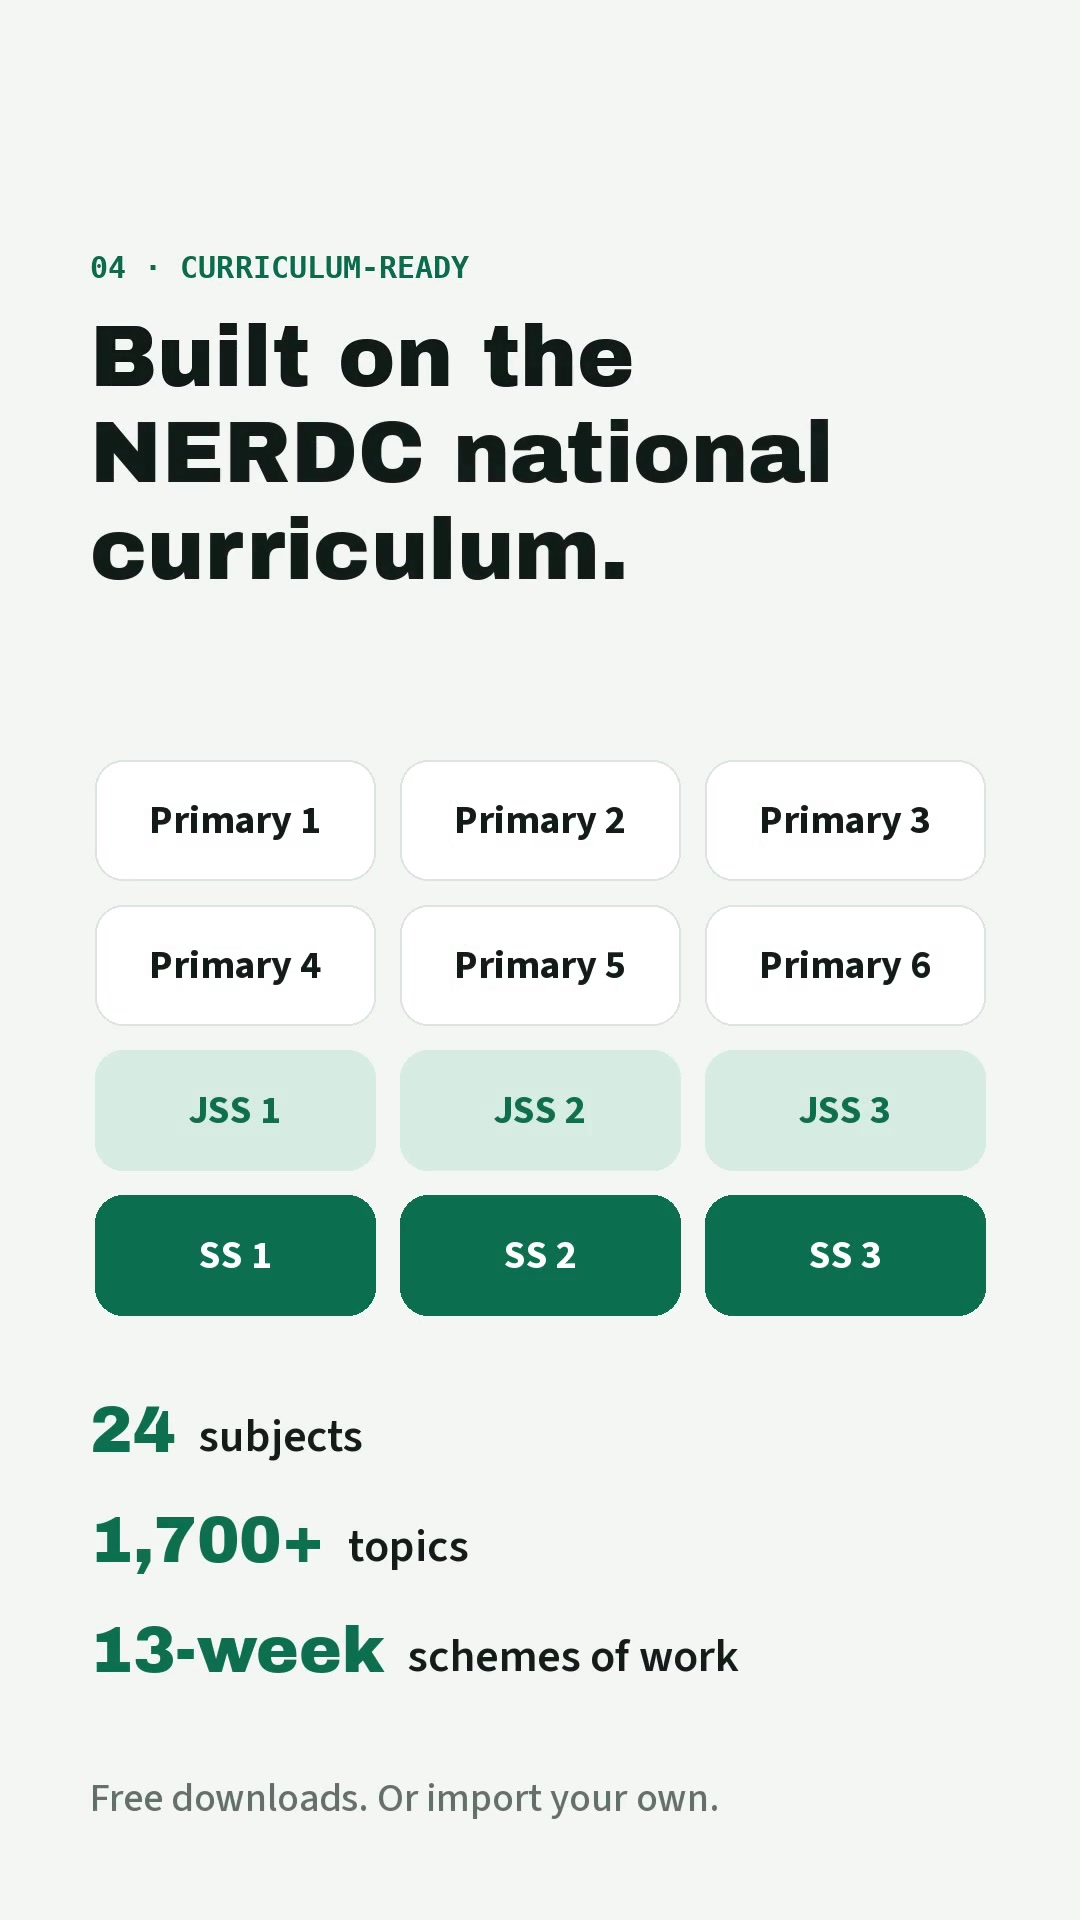 04 · CURRICULUM-READY
Built on the
NERDC national
curriculum.
Primary 1 Primary 2 Primary 3
Primary 4 Primary 5 Primary 6
JSS 1 JSS 2 JSS 3
SS 1 SS 2 SS 3
24 subjects
1,700+ topics
13-week schemes of work
Free downloads. Or import your own.